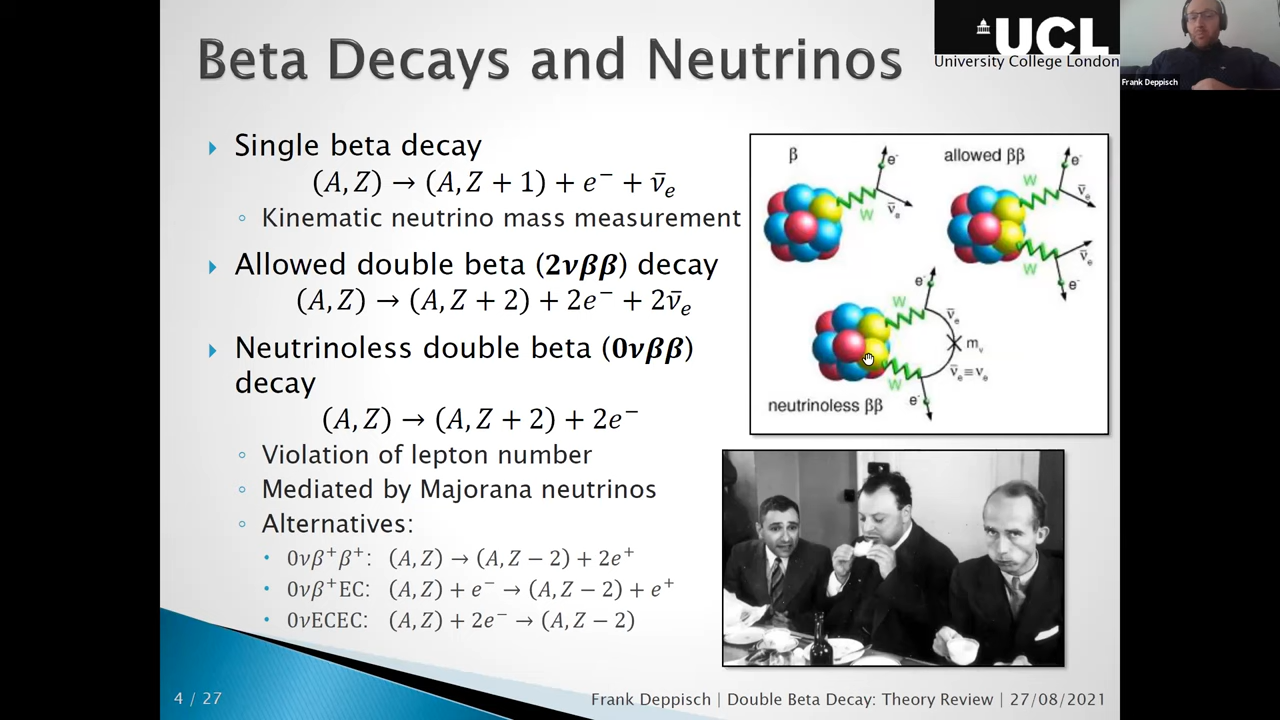 Beta Decays and Neutrinos
UCL
University College London
Frank Deppisch
Single beta decay
(A, Z) → (A, Z + 1) + e⁻ + ν̄ₑ
Kinematic neutrino mass measurement
Allowed double beta (2νββ) decay
(A, Z) → (A, Z + 2) + 2e⁻ + 2ν̄ₑ
Neutrinoless double beta (0νββ)
decay
(A, Z) → (A, Z + 2) + 2e⁻
Violation of lepton number
Mediated by Majorana neutrinos
Alternatives:
0νβ⁺β⁺: (A, Z) → (A, Z − 2) + 2e⁺
0νβ⁺EC: (A, Z) + e⁻ → (A, Z − 2) + e⁺
0νECEC: (A, Z) + 2e⁻ → (A, Z − 2)
β
e⁻
W
ν̄ₑ
allowed ββ
e⁻
W
ν̄ₑ
W
ν̄ₑ
e⁻
e⁻
W
ν̄ₑ
mᵥ
ν̄ₑ≡νₑ
W
e⁻
neutrinoless ββ
4 / 27
Frank Deppisch | Double Beta Decay: Theory Review | 27/08/2021